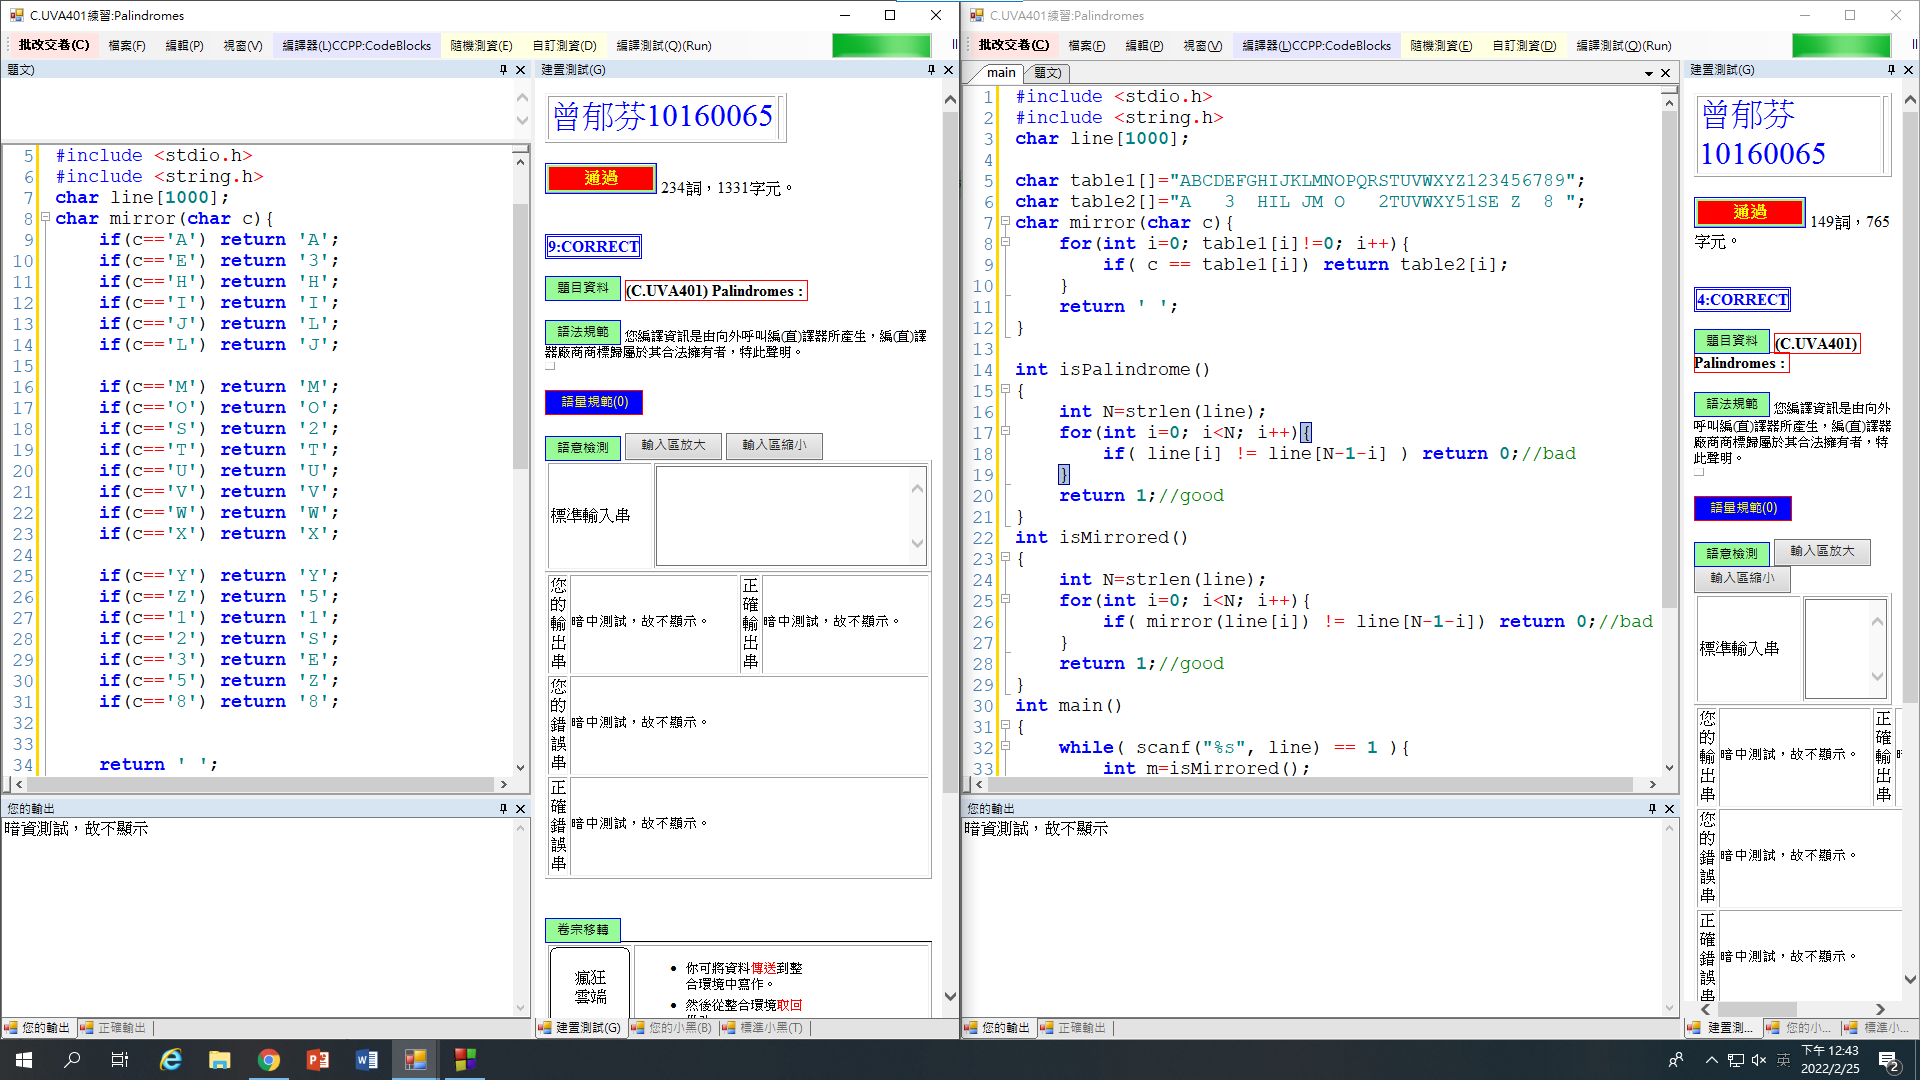 C.UVA401練習:Palindromes
批改交卷(C) 檔案(F) 編輯(P) 視窗(V) 編譯器(L)CCPP:CodeBlocks 隨機測資(E) 自訂測資(D) 編譯測試(Q)(Run)
題文)
5 #include <stdio.h>
6 #include <string.h>
7 char line[1000];
8 char mirror(char c){
9 if(c=='A') return 'A';
10 if(c=='E') return '3';
11 if(c=='H') return 'H';
12 if(c=='I') return 'I';
13 if(c=='J') return 'L';
14 if(c=='L') return 'J';
15
16 if(c=='M') return 'M';
17 if(c=='O') return 'O';
18 if(c=='S') return '2';
19 if(c=='T') return 'T';
20 if(c=='U') return 'U';
21 if(c=='V') return 'V';
22 if(c=='W') return 'W';
23 if(c=='X') return 'X';
24
25 if(c=='Y') return 'Y';
26 if(c=='Z') return '5';
27 if(c=='1') return '1';
28 if(c=='2') return 'S';
29 if(c=='3') return 'E';
30 if(c=='5') return 'Z';
31 if(c=='8') return '8';
32
33
34 return ' ';
您的輸出
暗資測試，故不顯示
您的輸出 正確輸出
建置測試(G)
曾郁芬10160065
通過 234詞，1331字元。
9:CORRECT
題目資料 (C.UVA401) Palindromes :
語法規範 您編譯資訊是由向外呼叫編(直)譯器所產生，編(直)譯
器廠商商標歸屬於其合法擁有者，特此聲明。
語量規範(0)
語意檢測 輸入區放大 輸入區縮小
標準輸入串
您的輸出串 暗中測試，故不顯示。 正確輸出串 暗中測試，故不顯示。
您的錯誤串 暗中測試，故不顯示。
正確錯誤串 暗中測試，故不顯示。
卷宗移轉
瘋狂
雲端
你可將資料傳送到整
合環境中寫作。
然後從整合環境取回
建置測試(G) 您的小黑(B) 標準小黑(T)
C.UVA401練習:Palindromes
批改交卷(C) 檔案(F) 編輯(P) 視窗(V) 編譯器(L)CCPP:CodeBlocks 隨機測資(E) 自訂測資(D) 編譯測試(Q)(Run)
main 題文)
1 #include <stdio.h>
2 #include <string.h>
3 char line[1000];
4
5 char table1[]="ABCDEFGHIJKLMNOPQRSTUVWXYZ123456789";
6 char table2[]="A   3  HIL JM O   2TUVWXY51SE Z  8 ";
7 char mirror(char c){
8 for(int i=0; table1[i]!=0; i++){
9 if( c == table1[i]) return table2[i];
10 }
11 return ' ';
12 }
13
14 int isPalindrome()
15 {
16 int N=strlen(line);
17 for(int i=0; i<N; i++){
18 if( line[i] != line[N-1-i] ) return 0;//bad
19 }
20 return 1;//good
21 }
22 int isMirrored()
23 {
24 int N=strlen(line);
25 for(int i=0; i<N; i++){
26 if( mirror(line[i]) != line[N-1-i]) return 0;//bad
27 }
28 return 1;//good
29 }
30 int main()
31 {
32 while( scanf("%s", line) == 1 ){
33 int m=isMirrored();
您的輸出
暗資測試，故不顯示
您的輸出 正確輸出
建置測試(G)
曾郁芬
10160065
通過 149詞，765
字元。
4:CORRECT
題目資料 (C.UVA401)
Palindromes :
語法規範 您編譯資訊是由向外
呼叫編(直)譯器所產生，編(直)譯
器廠商商標歸屬於其合法擁有者，特
此聲明。
語量規範(0)
語意檢測 輸入區放大
輸入區縮小
標準輸入串
您的輸出串 暗中測試，故不顯示。 正確輸出串
您的錯誤串 暗中測試，故不顯示。
正確錯誤串 暗中測試，故不顯示。
建置測... 您的小... 標準小...
英 下午 12:43
2022/2/25
2